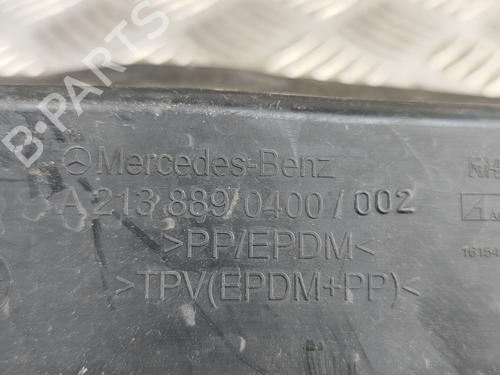 B-PARTS
Mercedes-Benz
A 213 889 0400 / 002
>PP/EPDM<
>TPV(EPDM+PP)<